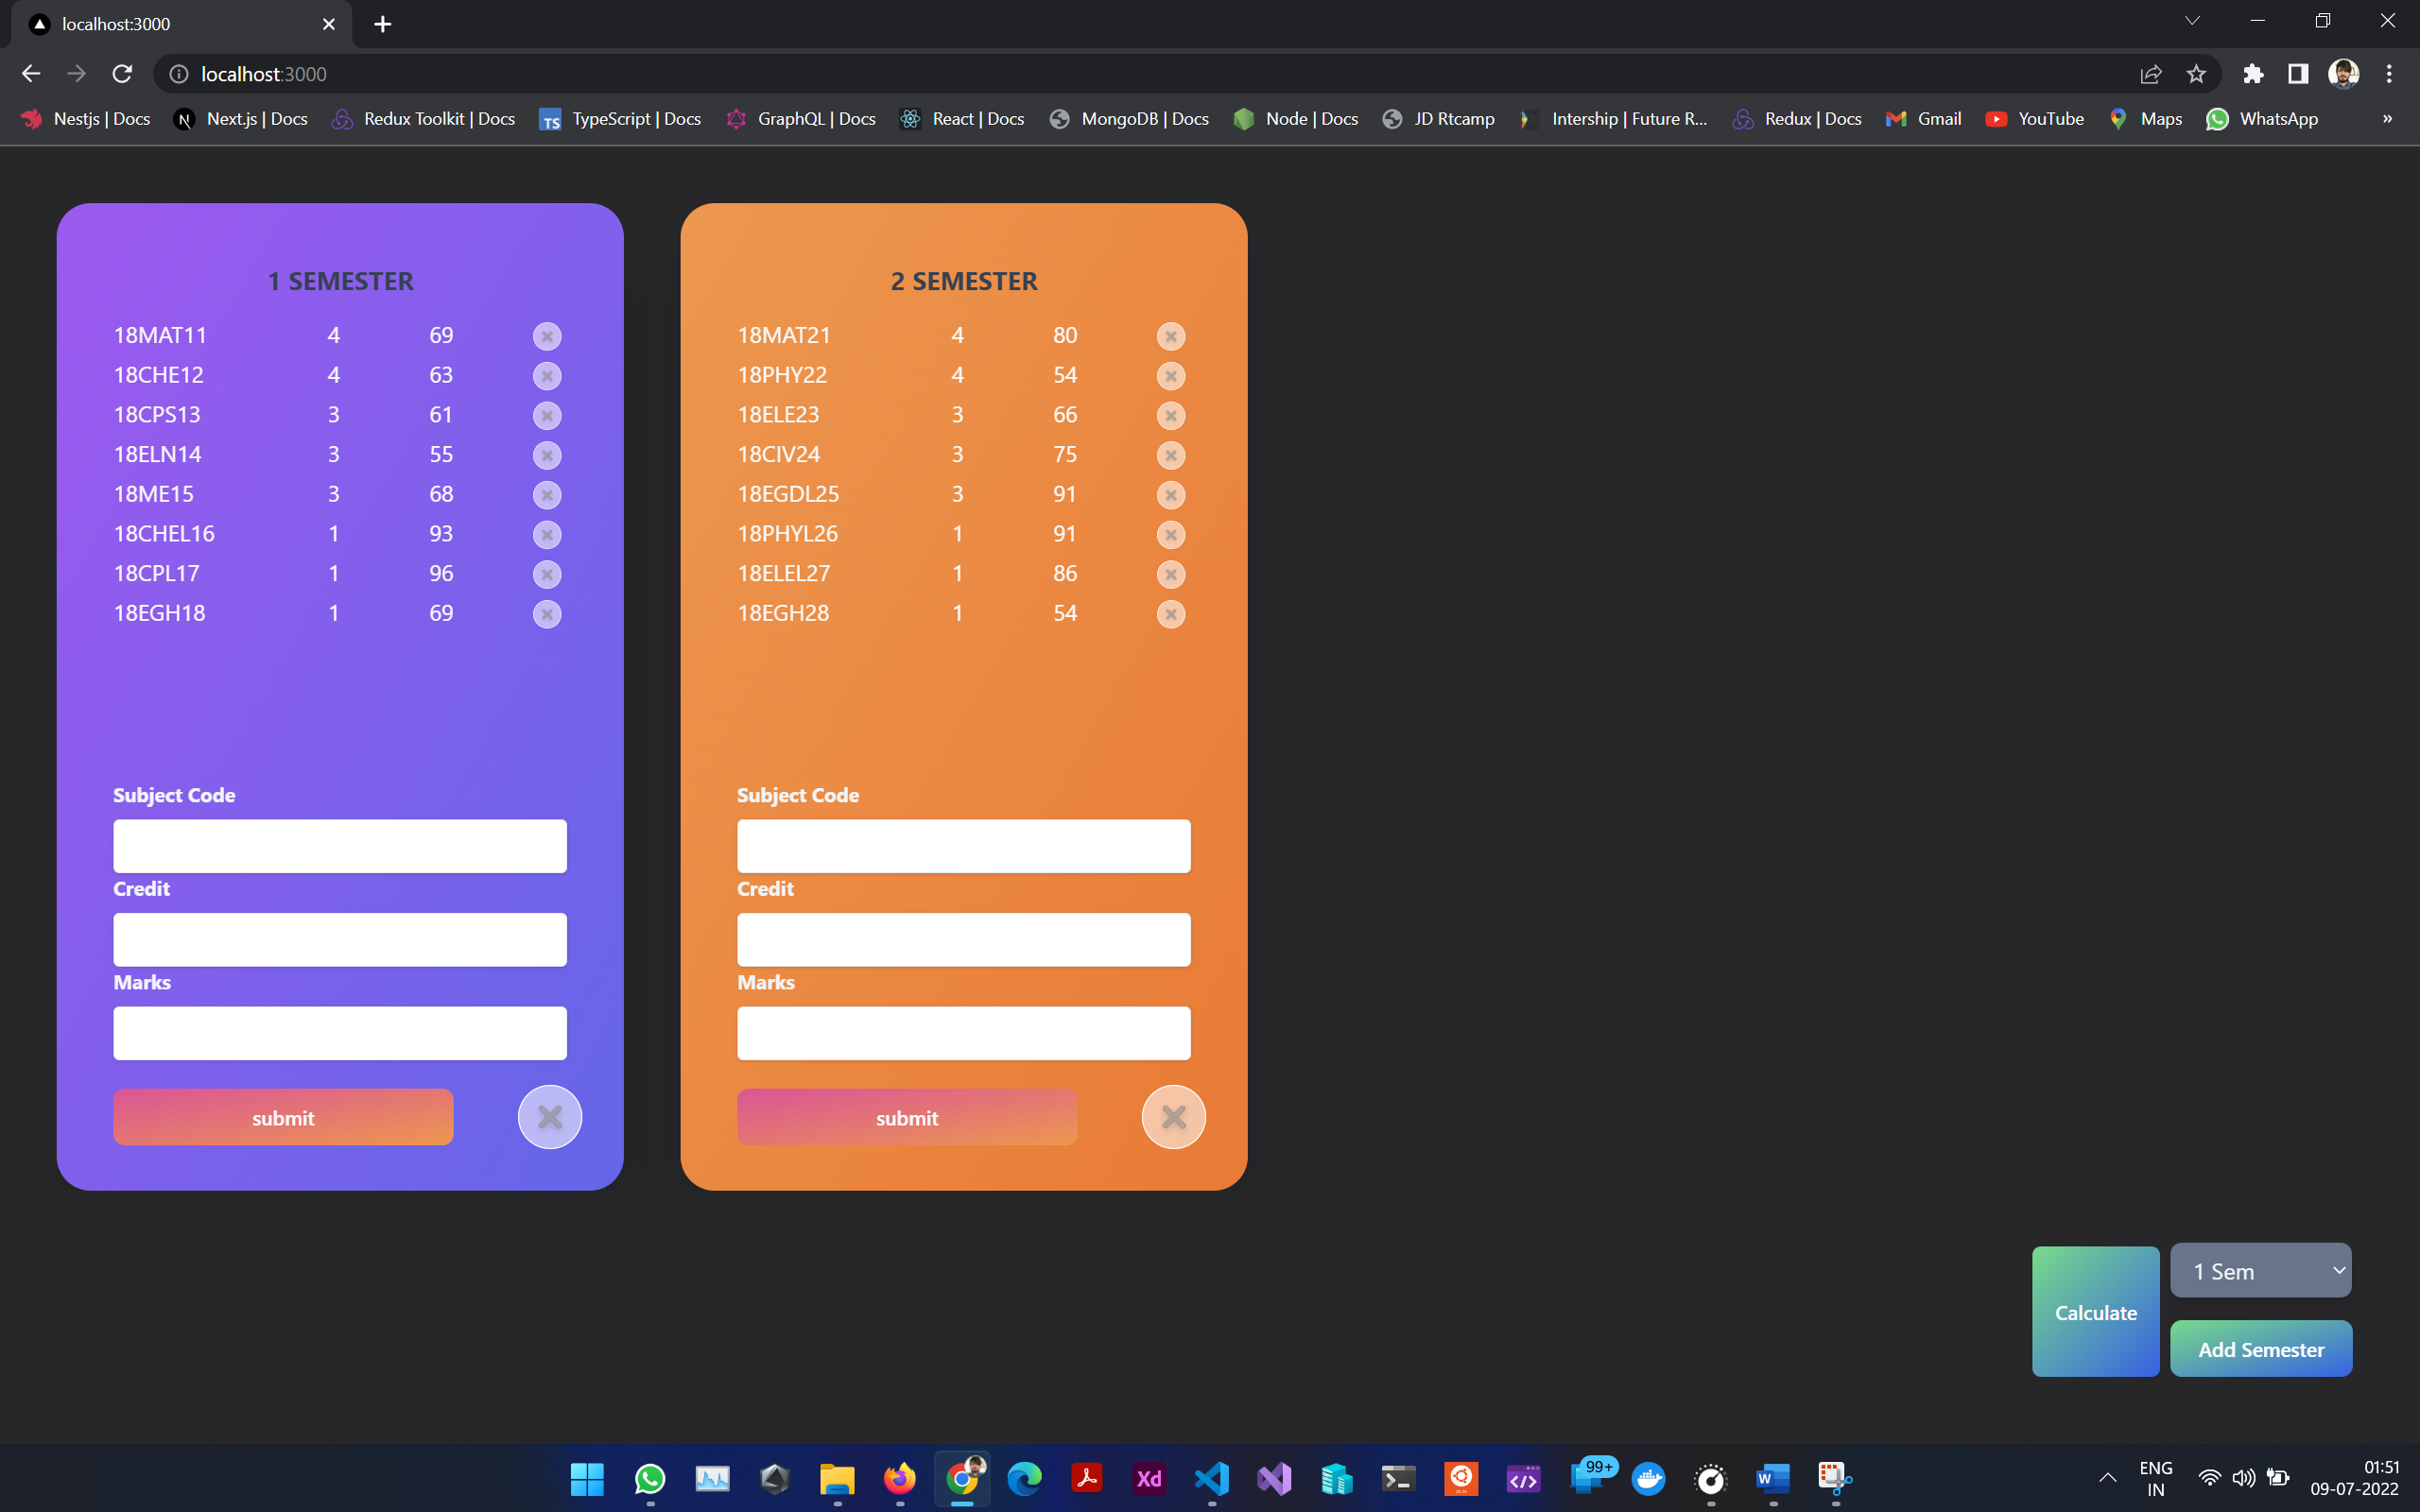 localhost:3000
localhost:3000
Nestjs | Docs Next.js | Docs Redux Toolkit | Docs TypeScript | Docs GraphQL | Docs React | Docs MongoDB | Docs Node | Docs JD Rtcamp Intership | Future R... Redux | Docs Gmail YouTube Maps WhatsApp »
1 SEMESTER
18MAT11 4 69
18CHE12 4 63
18CPS13 3 61
18ELN14 3 55
18ME15 3 68
18CHEL16 1 93
18CPL17 1 96
18EGH18 1 69
Subject Code
Credit
Marks
submit
2 SEMESTER
18MAT21 4 80
18PHY22 4 54
18ELE23 3 66
18CIV24 3 75
18EGDL25 3 91
18PHYL26 1 91
18ELEL27 1 86
18EGH28 1 54
Subject Code
Credit
Marks
submit
Calculate
1 Sem
Add Semester
Xd
99+
W
ENG
IN
01:51
09-07-2022